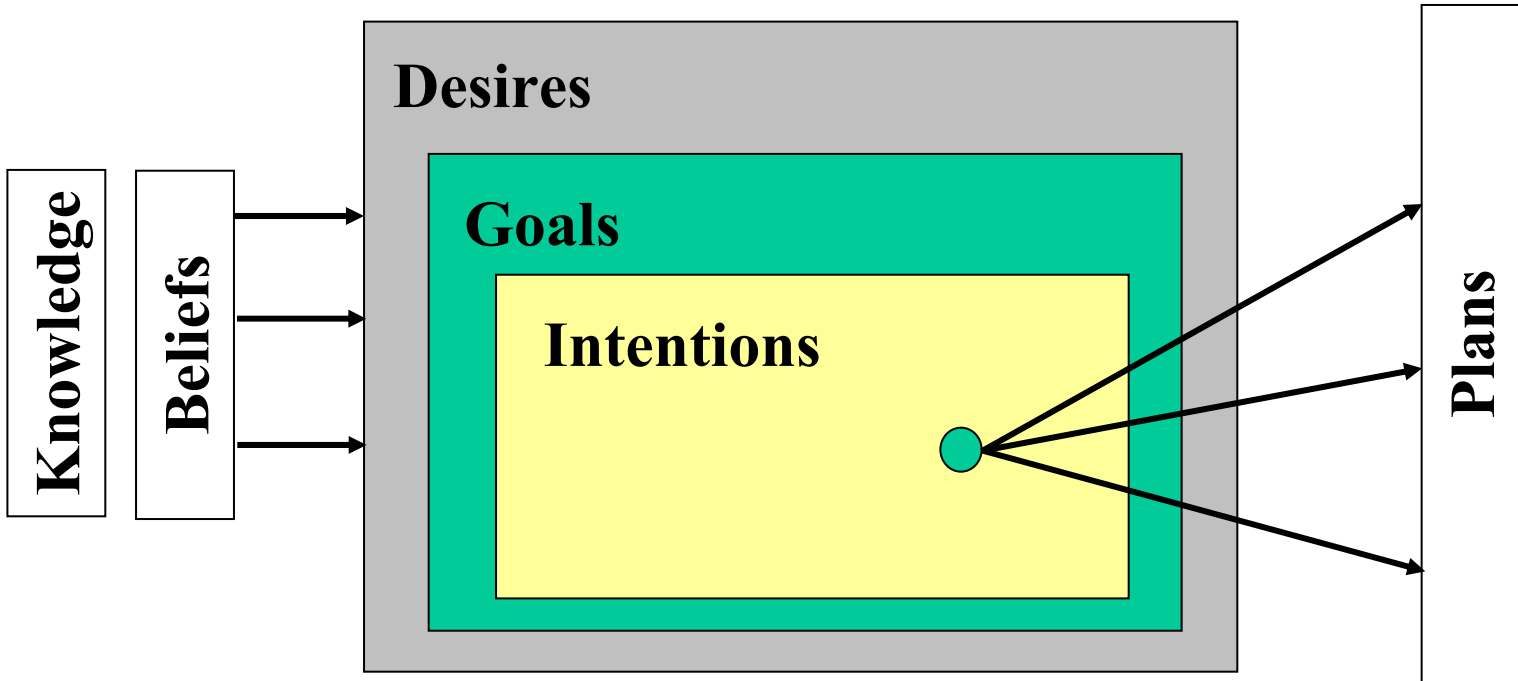 Knowledge
Beliefs
Desires
Goals
Intentions
Plans